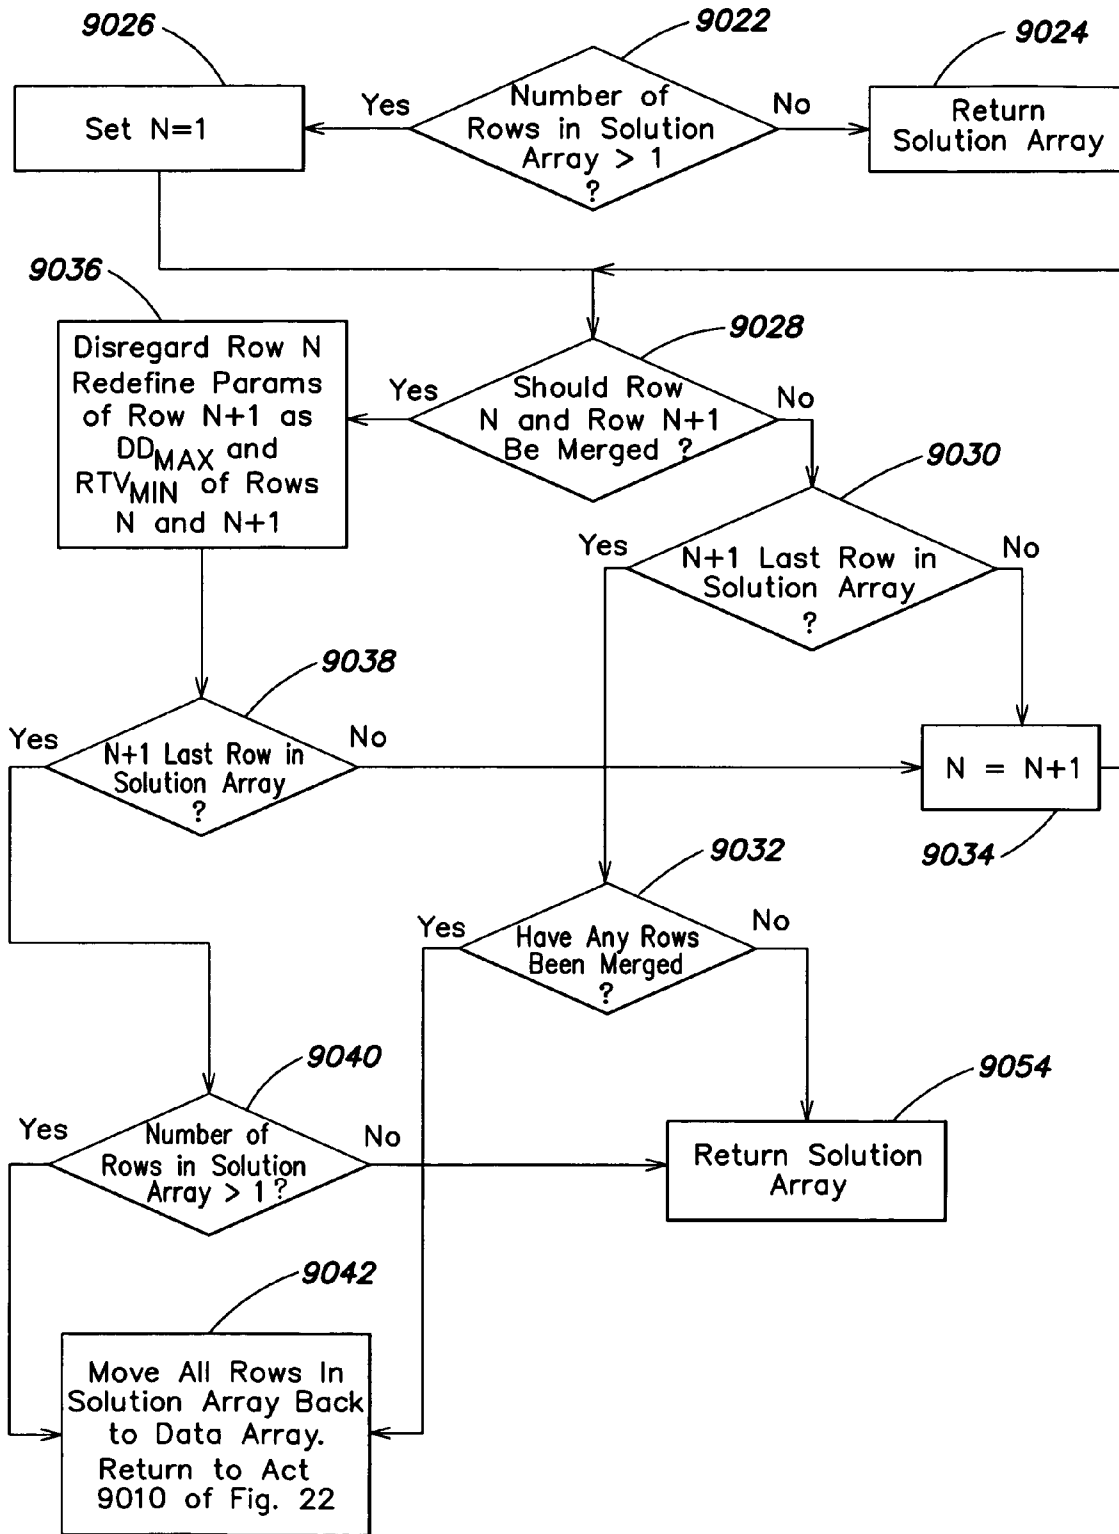 9026
9022
9024
Set N=1
Yes
Number of
Rows in Solution
Array > 1
?
No
Return
Solution Array
9036
Disregard Row N
Redefine Params
of Row N+1 as
DDMAX and
RTVMIN of Rows
N and N+1
Yes
9028
Should Row
N and Row N+1
Be Merged ?
No
9030
Yes
N+1 Last Row in
Solution Array
?
No
9038
Yes
N+1 Last Row in
Solution Array
?
No
N = N+1
9034
9032
Yes
Have Any Rows
Been Merged
?
No
9040
Yes
Number of
Rows in Solution
Array > 1 ?
No
9054
Return Solution
Array
9042
Move All Rows In
Solution Array Back
to Data Array.
Return to Act
9010 of Fig. 22